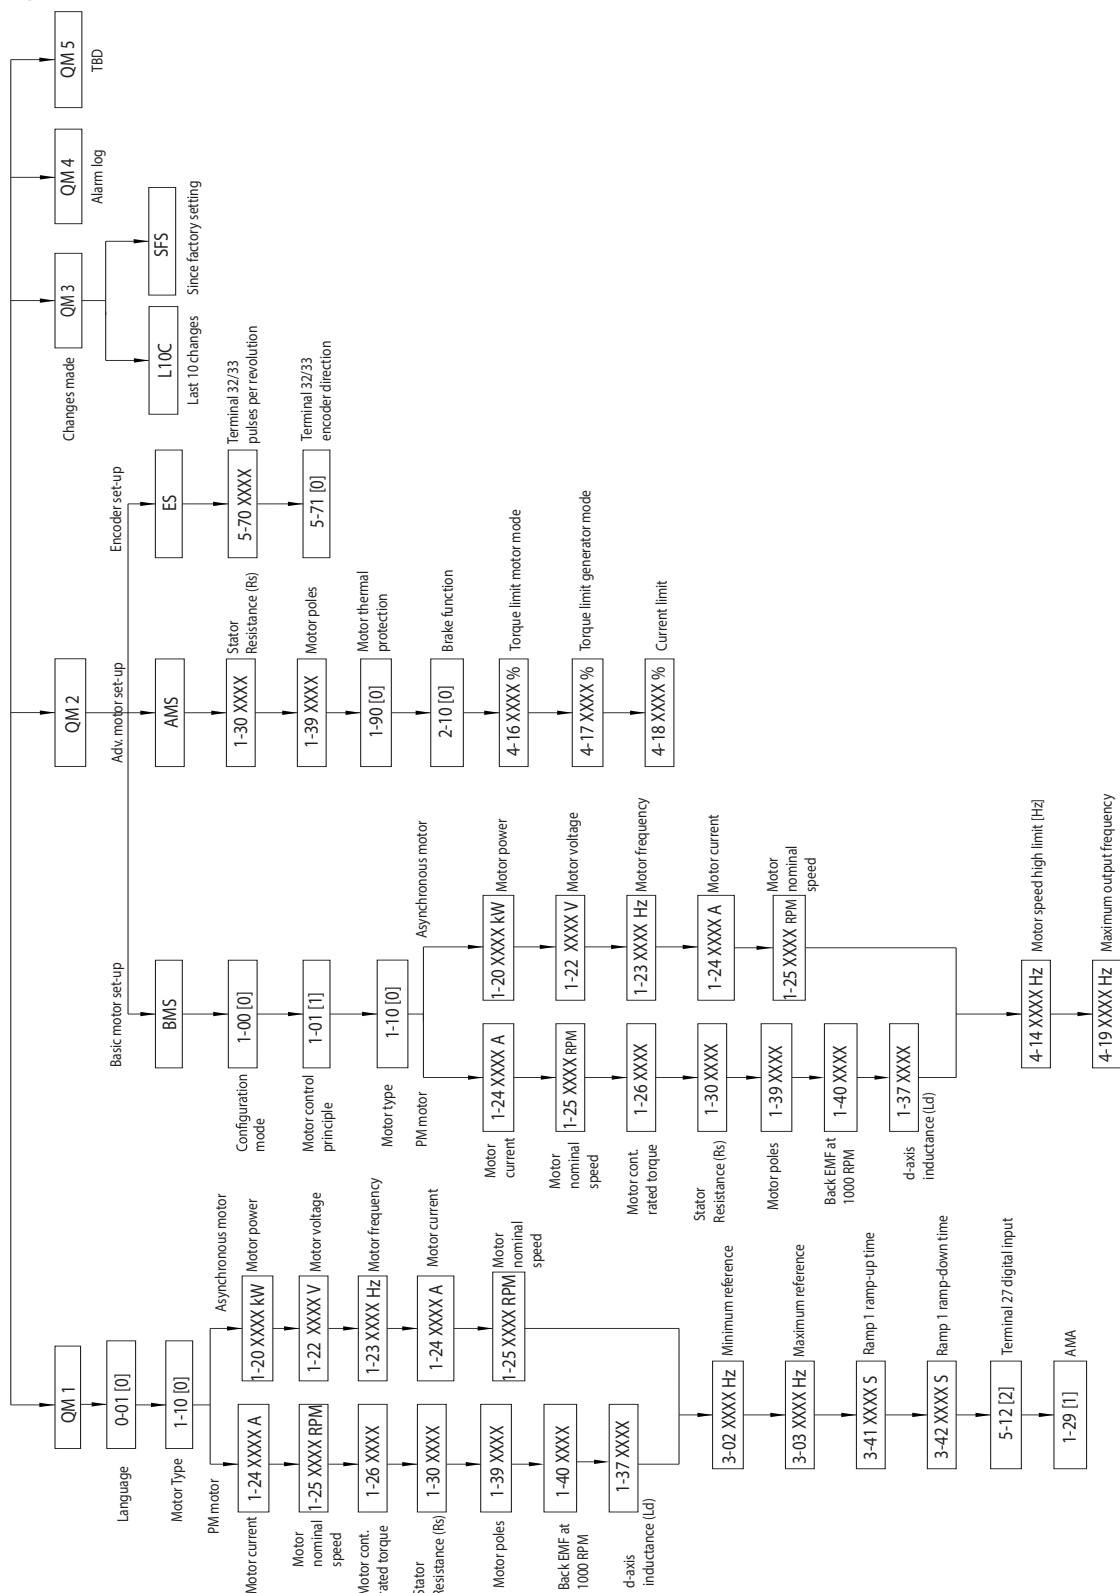 QM 1
0-01 [0]
Language
1-10 [0]
Motor Type
PM motor
1-24 XXXX A
Motor current
1-25 XXXX RPM
Motor
nominal
speed
1-26 XXXX
Motor cont.
rated torque
1-30 XXXX
Stator
Resistance (Rs)
1-39 XXXX
Motor poles
1-40 XXXX
Back EMF at
1000 RPM
1-37 XXXX
d-axis
inductance (Ld)
Asynchronous motor
1-20 XXXX kW
Motor power
1-22 XXXX V
Motor voltage
1-23 XXXX Hz
Motor frequency
1-24 XXXX A
Motor current
1-25 XXXX RPM
Motor
nominal
speed
3-02 XXXX Hz
Minimum reference
3-03 XXXX Hz
Maximum reference
3-41 XXXX S
Ramp 1 ramp-up time
3-42 XXXX S
Ramp 1 ramp-down time
5-12 [2]
Terminal 27 digital input
1-29 [1]
AMA
QM 2
Basic motor set-up
BMS
1-00 [0]
Configuration
mode
1-01 [1]
Motor control
principle
1-10 [0]
Motor type
PM motor
1-24 XXXX A
Motor
current
1-25 XXXX RPM
Motor
nominal
speed
1-26 XXXX
Motor cont.
rated torque
1-30 XXXX
Stator
Resistance (Rs)
1-39 XXXX
Motor poles
1-40 XXXX
Back EMF at
1000 RPM
1-37 XXXX
d-axis
inductance (Ld)
Asynchronous motor
1-20 XXXX kW
Motor power
1-22 XXXX V
Motor voltage
1-23 XXXX Hz
Motor frequency
1-24 XXXX A
Motor current
1-25 XXXX RPM
Motor
nominal
speed
4-14 XXXX Hz
Motor speed high limit [Hz]
4-19 XXXX Hz
Maximum output frequency
Adv. motor set-up
AMS
1-30 XXXX
Stator
Resistance (Rs)
1-39 XXXX
Motor poles
1-90 [0]
Motor thermal
protection
2-10 [0]
Brake function
4-16 XXXX %
Torque limit motor mode
4-17 XXXX %
Torque limit generator mode
4-18 XXXX %
Current limit
Encoder set-up
ES
5-70 XXXX
Terminal 32/33
pulses per revolution
5-71 [0]
Terminal 32/33
encoder direction
QM 3
Changes made
L10C
Last 10 changes
SFS
Since factory setting
QM 4
Alarm log
QM 5
TBD